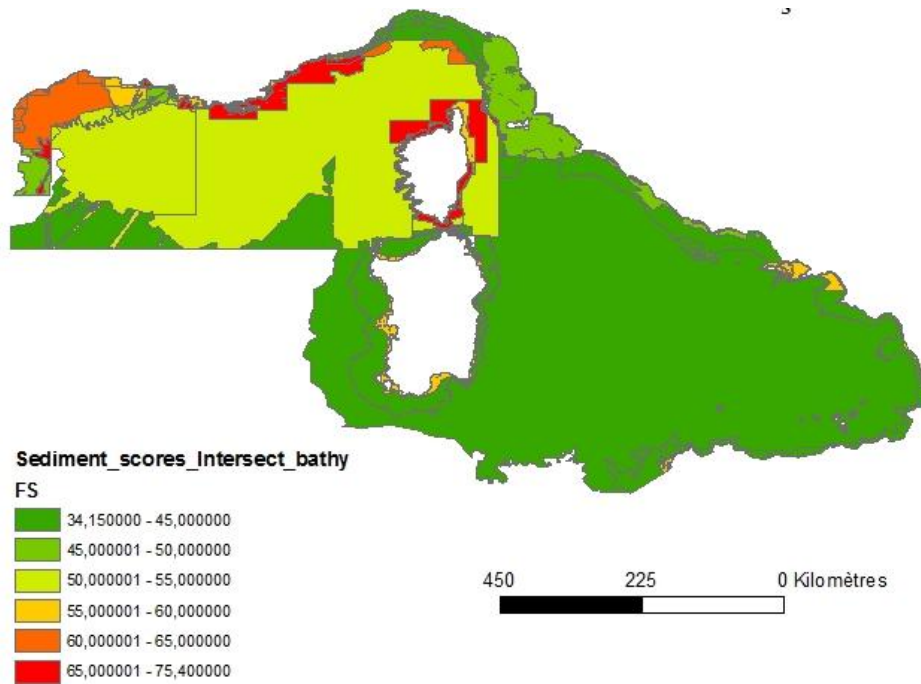 Sediment_scores_Intersect_bathy
FS
34,150000 - 45,000000
45,000001 - 50,000000
50,000001 - 55,000000
55,000001 - 60,000000
60,000001 - 65,000000
65,000001 - 75,400000
450 225 0 Kilomètres